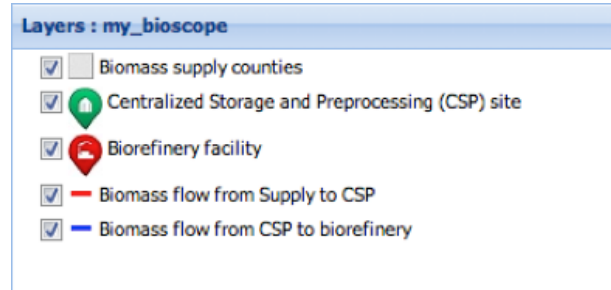 Layers : my_bioscope
Biomass supply counties
Centralized Storage and Preprocessing (CSP) site
Biorefinery facility
Biomass flow from Supply to CSP
Biomass flow from CSP to biorefinery